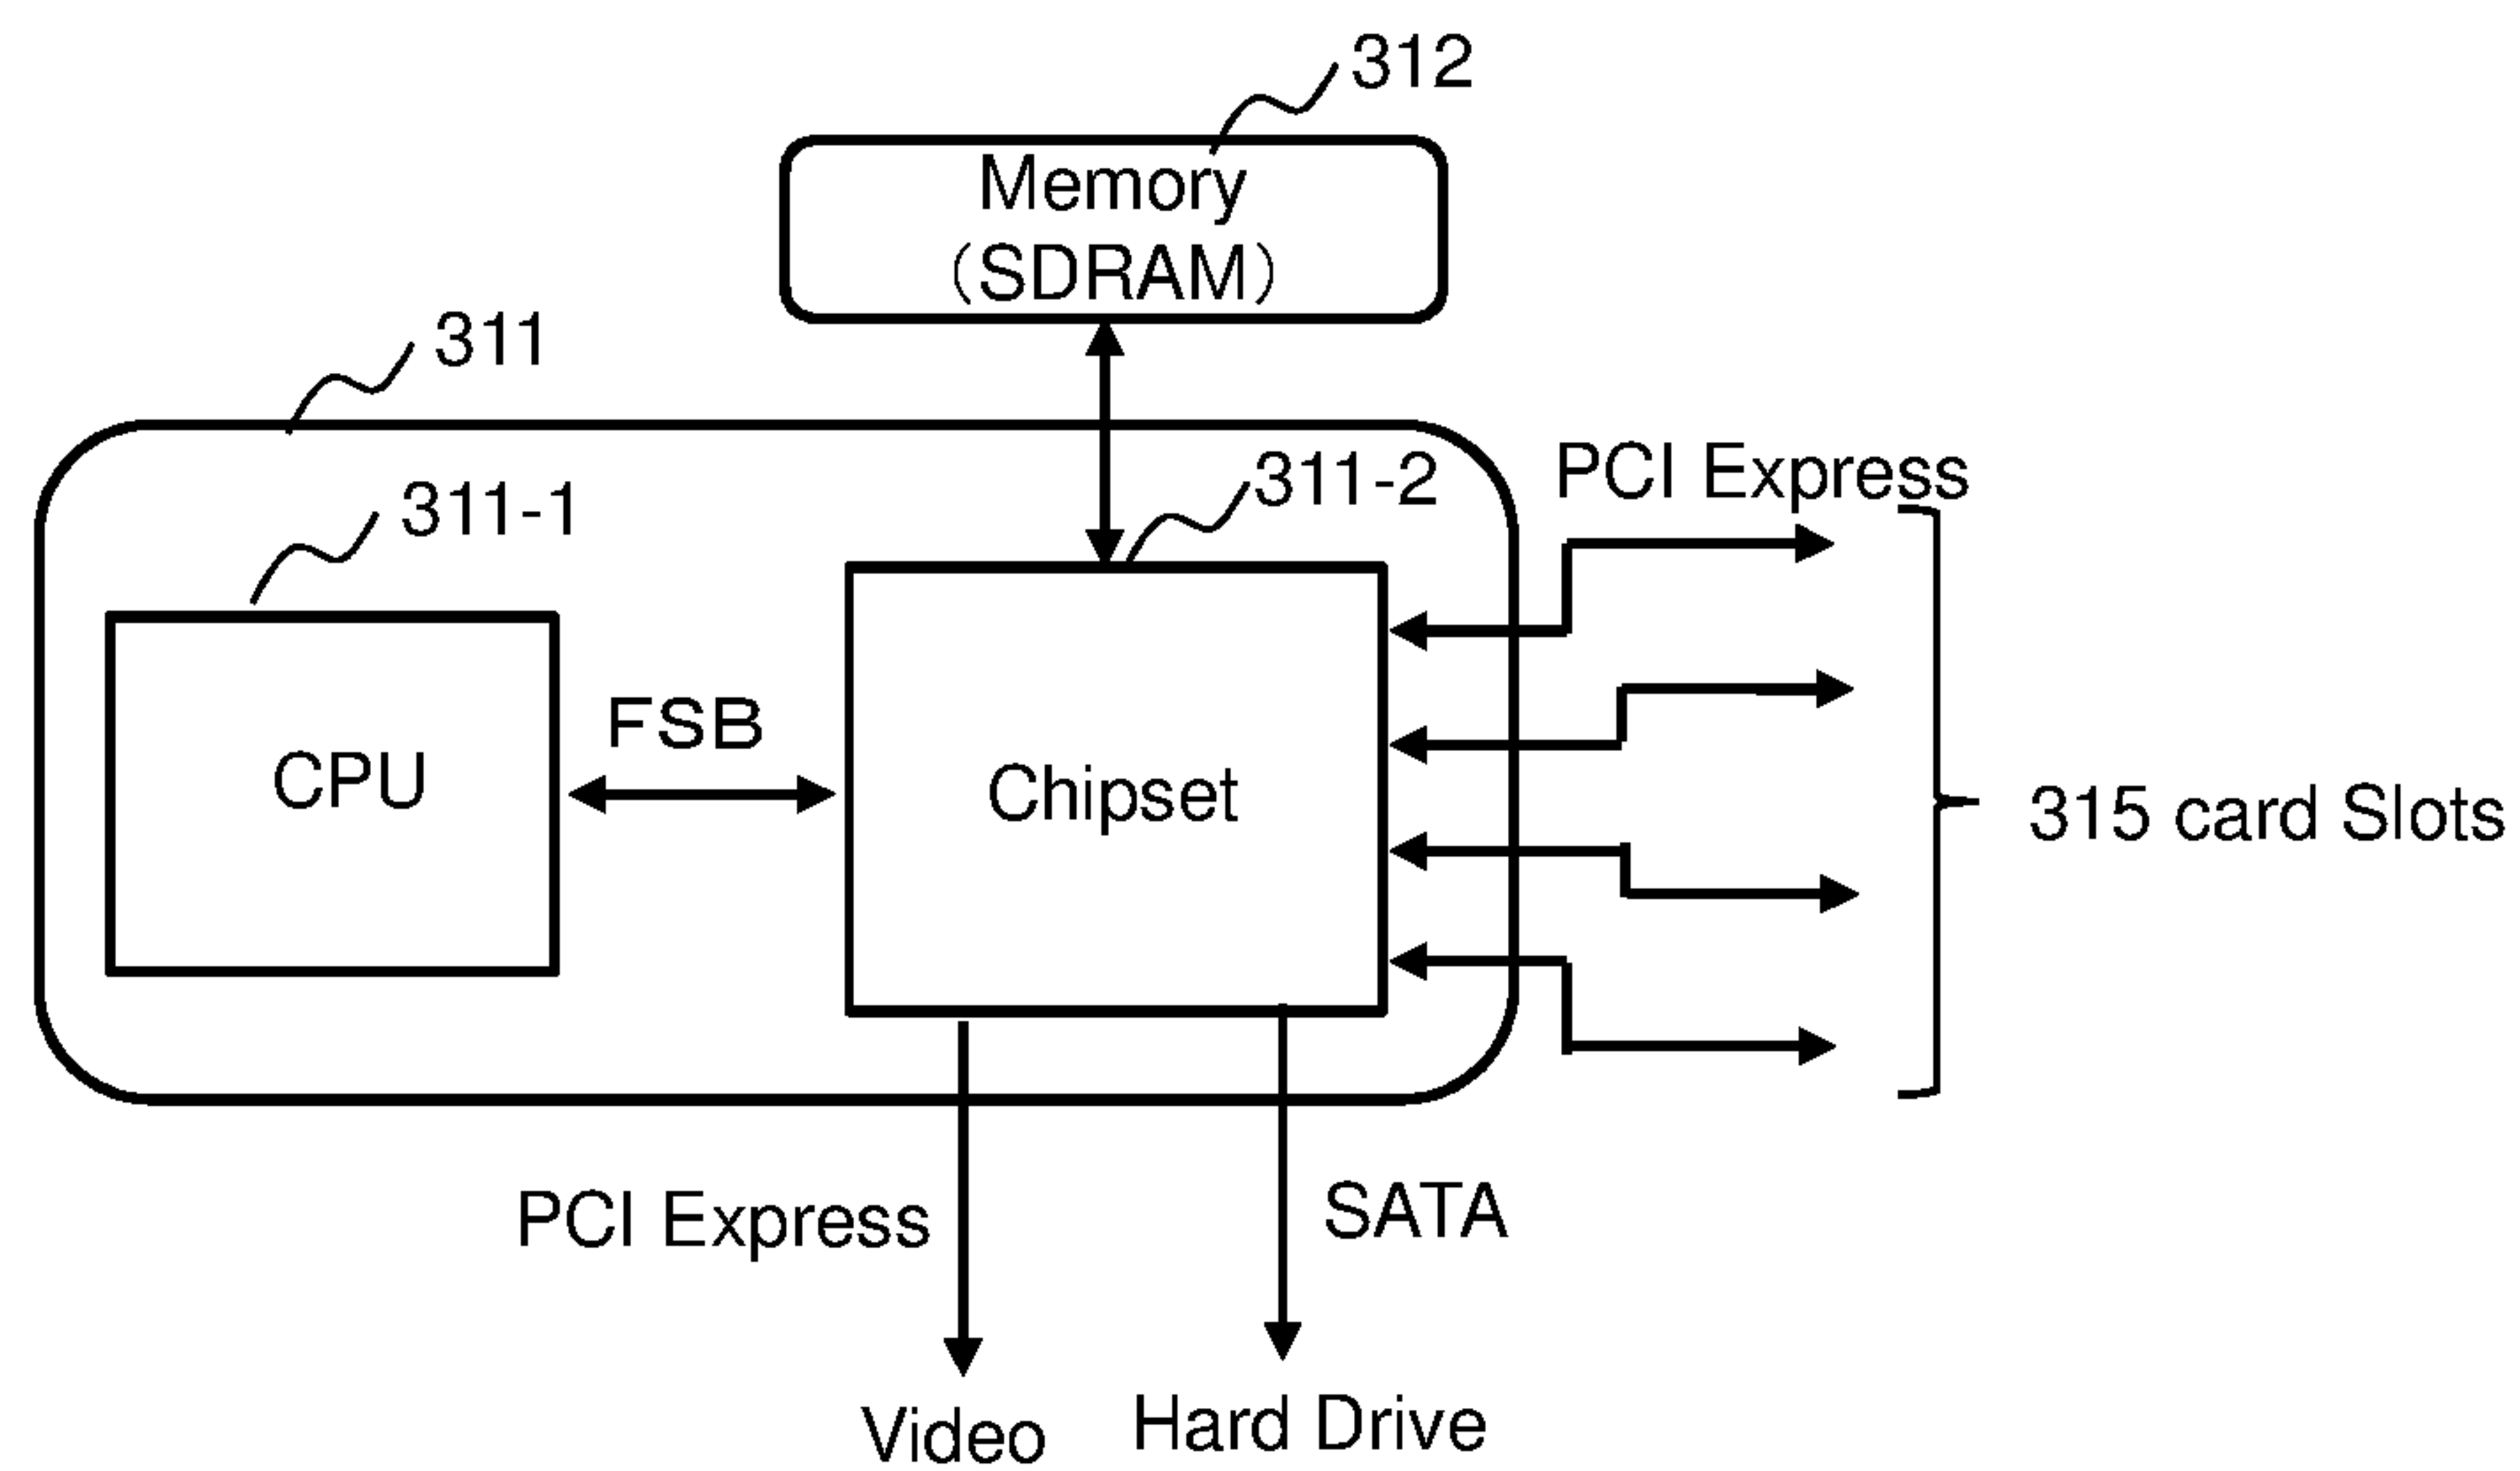 312
Memory
(SDRAM)
311
311-1
311-2
PCI Express
FSB
CPU
Chipset
315 card Slots
PCI Express
SATA
Video
Hard Drive